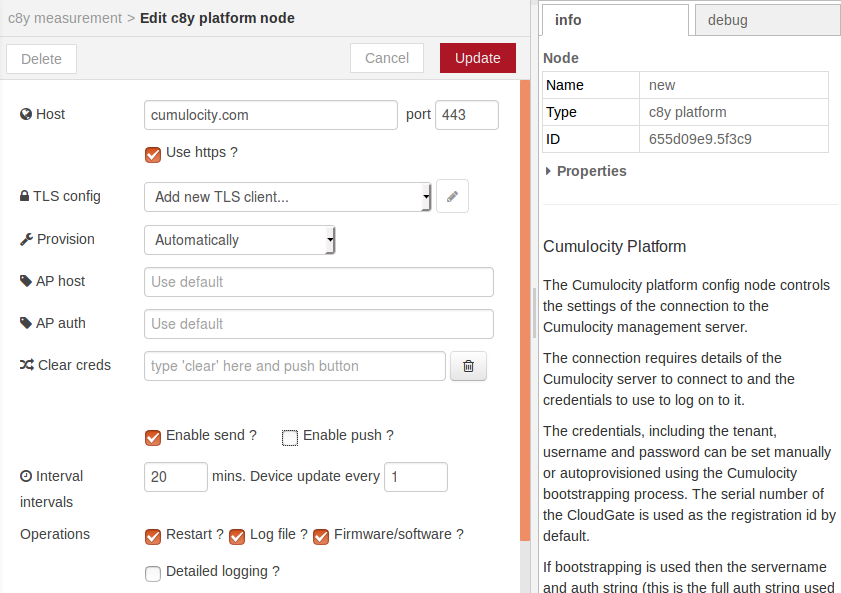 c8y measurement > Edit c8y platform node
Delete
Cancel
Update
Host
cumulocity.com
port
443
Use https ?
TLS config
Add new TLS client...
Provision
Automatically
AP host
Use default
AP auth
Use default
Clear creds
type 'clear' here and push button
Enable send ?
Enable push ?
Interval
intervals
20
mins. Device update every
1
Operations
Restart ?
Log file ?
Firmware/software ?
Detailed logging ?
info
debug
Node
Name
new
Type
c8y platform
ID
655d09e9.5f3c9
Properties
Cumulocity Platform
The Cumulocity platform config node controls
the settings of the connection to the
Cumulocity management server.
The connection requires details of the
Cumulocity server to connect to and the
credentials to use to log on to it.
The credentials, including the tenant,
username and password can be set manually
or autoprovisioned using the Cumulocity
bootstrapping process. The serial number of
the CloudGate is used as the registration id by
default.
If bootstrapping is used then the servername
and auth string (this is the full auth string used